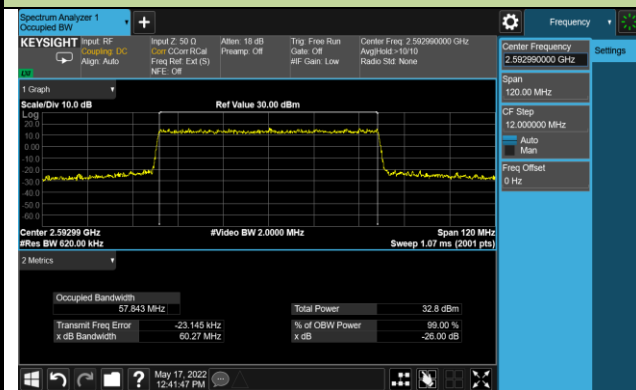 Spectrum Analyzer 1
Occupied BW
Frequency
KEYSIGHT
Input: RF
Coupling: DC
Align: Auto
Input Z: 50 Ω
Corr CCorr RCal
Freq Ref: Ext (S)
NFE: Off
Atten: 18 dB
Preamp: Off
Trig: Free Run
Gate: Off
#IF Gain: Low
Center Freq: 2.592990000 GHz
Avg|Hold:>10/10
Radio Std: None
Center Frequency
2.592990000 GHz
Settings
Span
120.00 MHz
CF Step
12.000000 MHz
Auto
Man
Freq Offset
0 Hz
1 Graph
Scale/Div 10.0 dB
Ref Value 30.00 dBm
Log
20.0
10.0
0.00
-10.0
-20.0
-30.0
-40.0
-50.0
-60.0
Center 2.59299 GHz
#Video BW 2.0000 MHz
Span 120 MHz
#Res BW 620.00 kHz
Sweep 1.07 ms (2001 pts)
2 Metrics
Occupied Bandwidth
57.843 MHz
Total Power
32.8 dBm
Transmit Freq Error
-23.145 kHz
% of OBW Power
99.00 %
x dB Bandwidth
60.27 MHz
x dB
-26.00 dB
May 17, 2022
12:41:47 PM